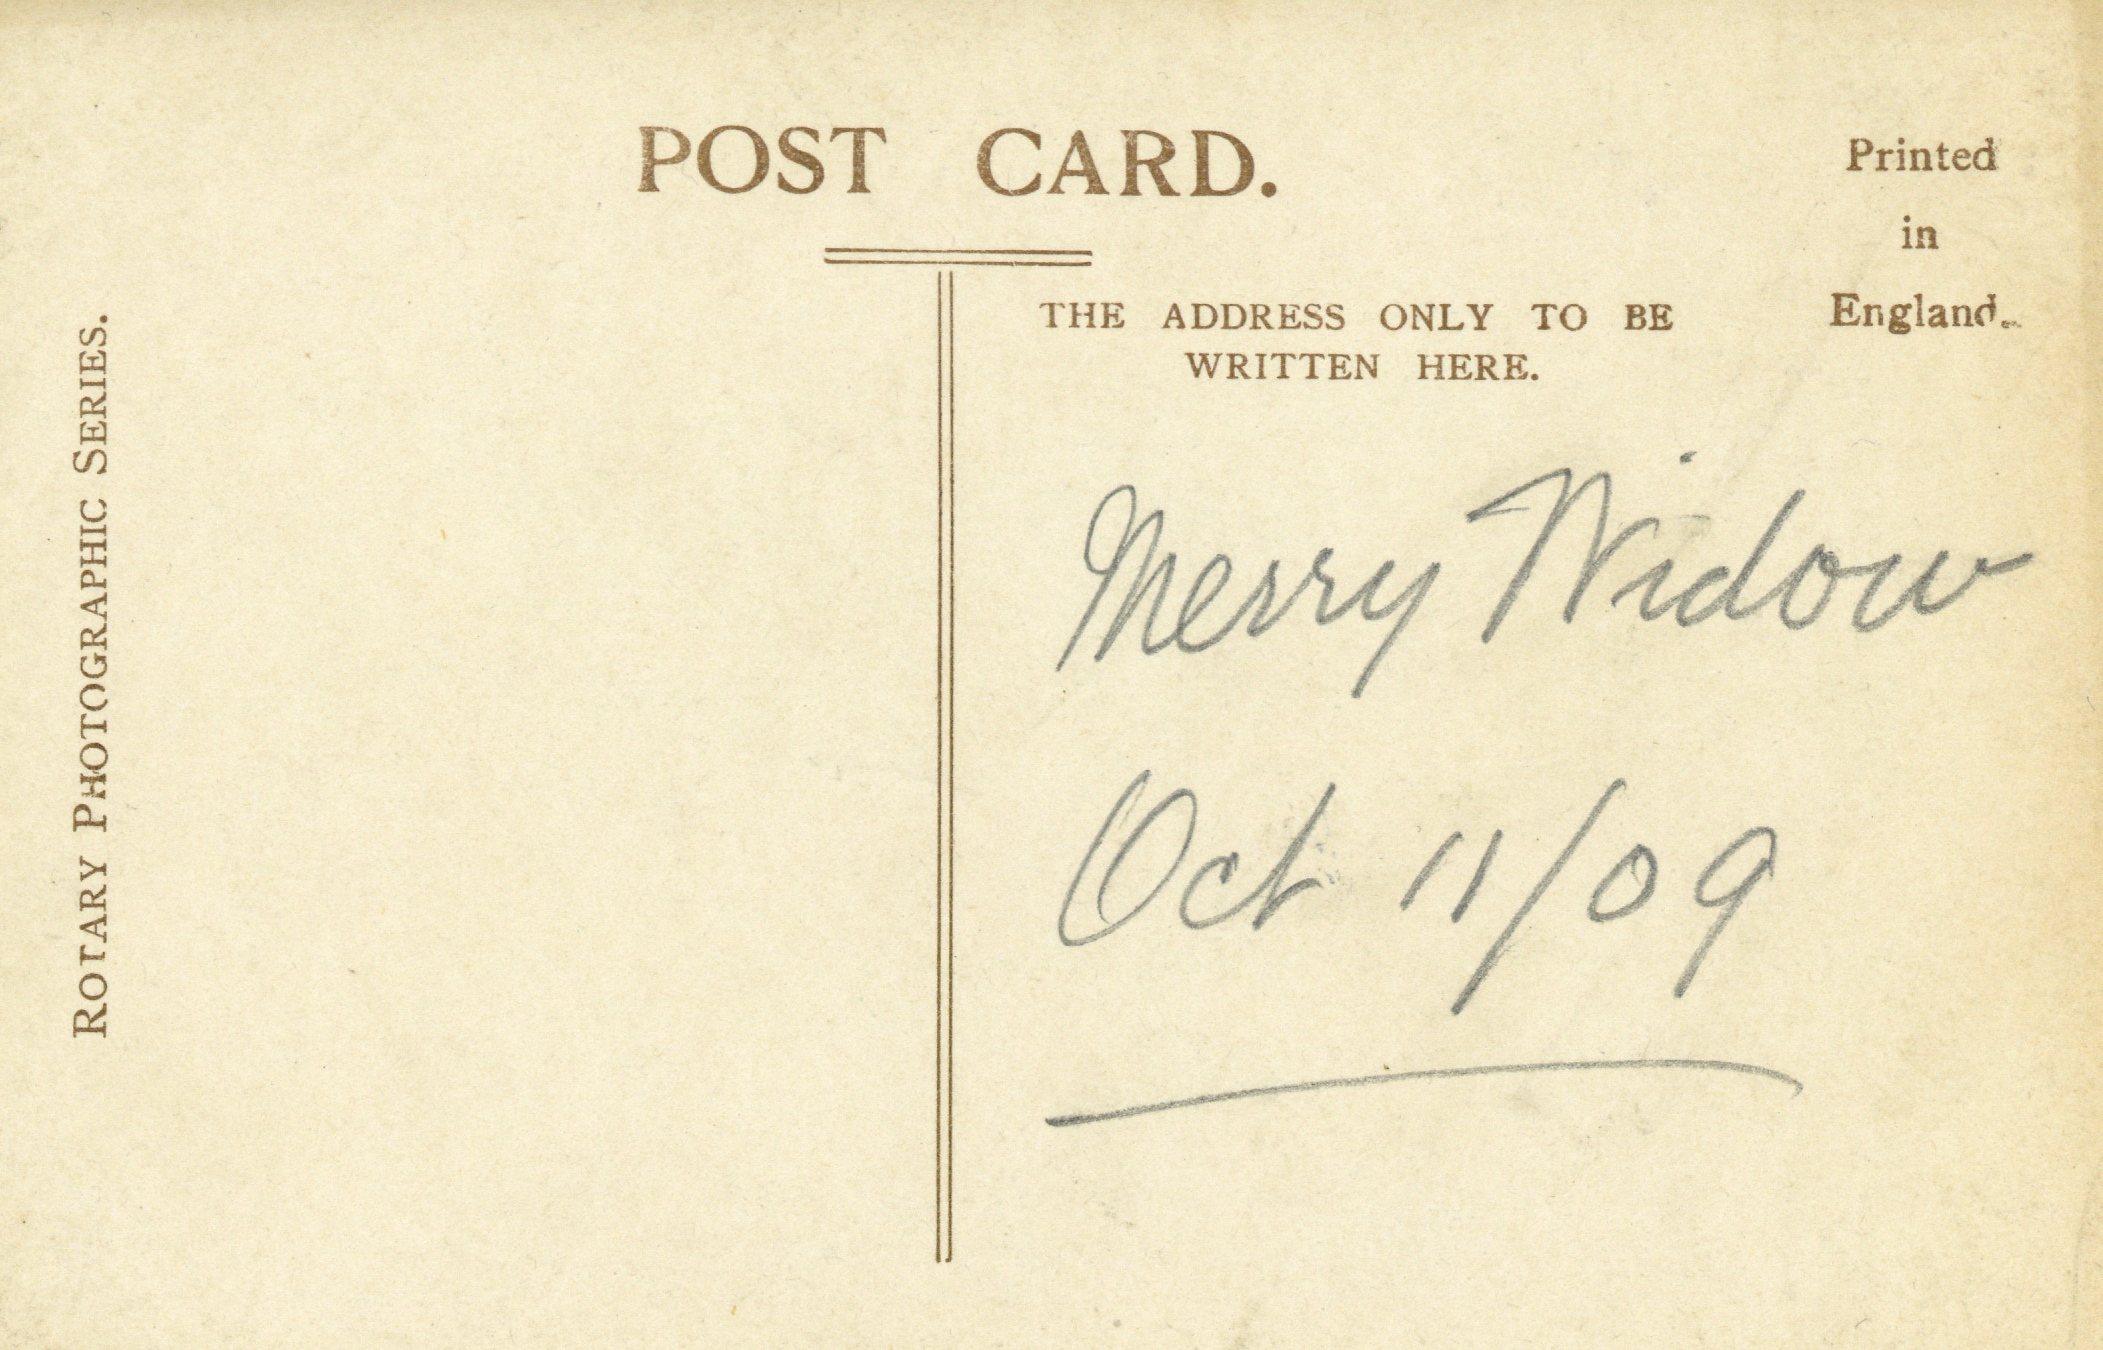 POST CARD.
Printed
in
England.
THE ADDRESS ONLY TO BE
WRITTEN HERE.
ROTARY PHOTOGRAPHIC SERIES.
Merry Widow
Oct 11/09